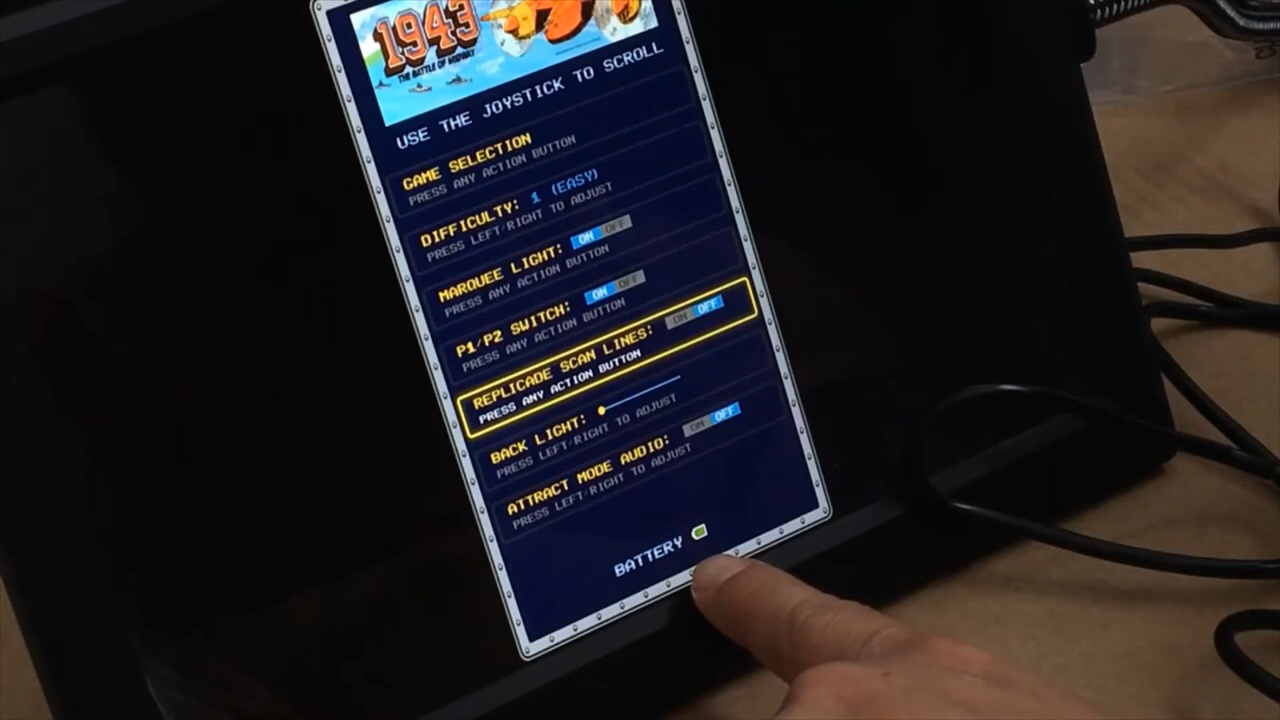 1943
THE BATTLE OF MIDWAY
USE THE JOYSTICK TO SCROLL
GAME SELECTION
PRESS ANY ACTION BUTTON
DIFFICULTY: 1 (EASY)
PRESS LEFT/RIGHT TO ADJUST
MARQUEE LIGHT: ON OFF
PRESS ANY ACTION BUTTON
P1/P2 SWITCH: ON OFF
PRESS ANY ACTION BUTTON
REPLICADE SCAN LINES: ON OFF
PRESS ANY ACTION BUTTON
BACK LIGHT:
PRESS LEFT/RIGHT TO ADJUST
ATTRACT MODE AUDIO: ON OFF
PRESS LEFT/RIGHT TO ADJUST
BATTERY